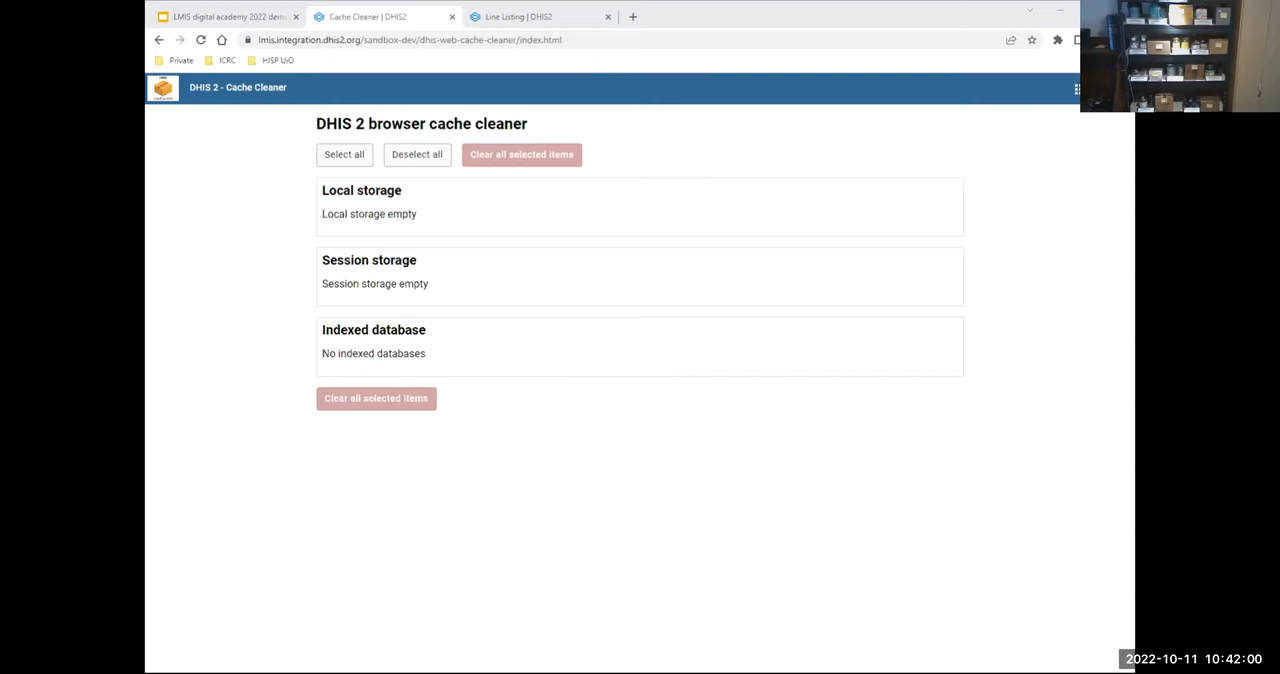 LMIS digital academy 2022 dem
Cache Cleaner | DHIS2
Line Listing | DHIS2
lmis.integration.dhis2.org/sandbox-dev/dhis-web-cache-cleaner/index.html
Private
ICRC
HISP UiO
DHIS 2 - Cache Cleaner
DHIS 2 browser cache cleaner
Select all
Deselect all
Clear all selected items
Local storage
Local storage empty
Session storage
Session storage empty
Indexed database
No indexed databases
Clear all selected items
2022-10-11 10:42:00